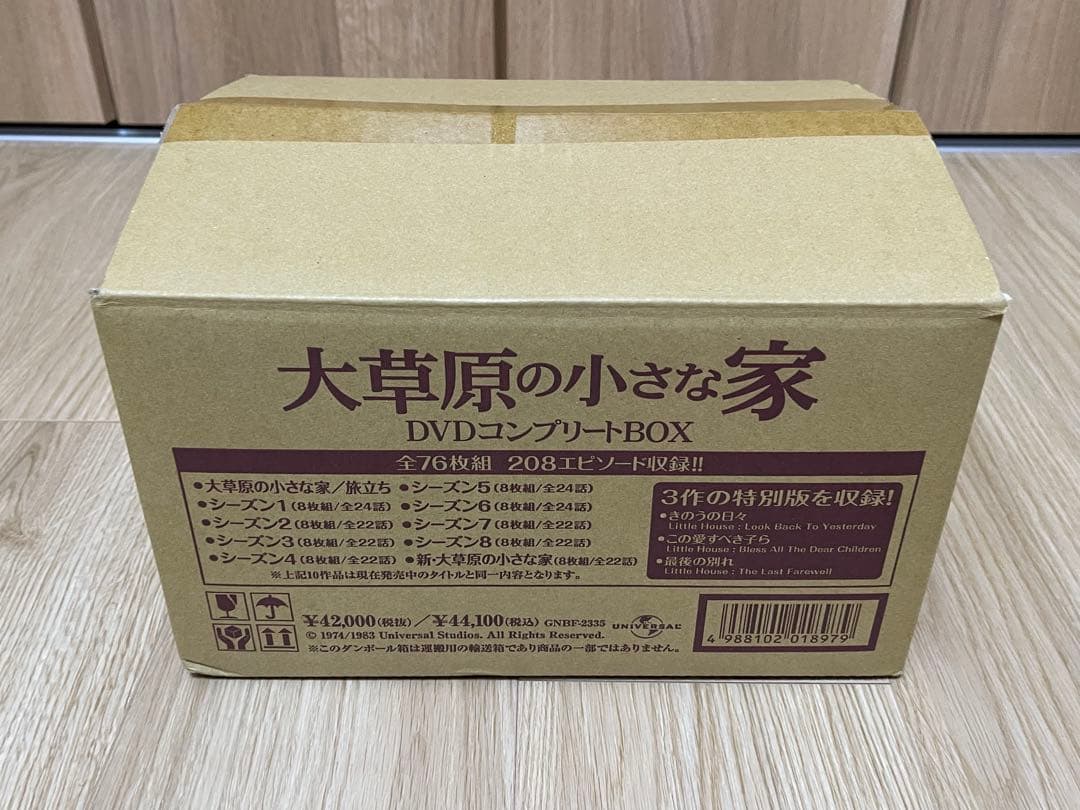 大草原の小さな家
DVDコンプリートBOX
全76枚組 208エピソード収録!!
●大草原の小さな家／旅立ち
●シーズン1(8枚組/全24話)
●シーズン2(8枚組/全22話)
●シーズン3(8枚組/全22話)
●シーズン4(8枚組/全22話)
●シーズン5(8枚組/全24話)
●シーズン6(8枚組/全24話)
●シーズン7(8枚組/全22話)
●シーズン8(8枚組/全22話)
●新・大草原の小さな家(8枚組/全22話)
※上記10作品は現在発売中のタイトルと同一内容となります。
3作の特別版を収録!
●きのうの日々
Little House : Look Back To Yesterday
●この愛すべき子ら
Little House : Bless All The Dear Children
●最後の別れ
Little House : The Last Farewell
¥42,000(税抜)／¥44,100(税込) GNBF-2335
© 1974/1983 Universal Studios. All Rights Reserved.
※このダンボール箱は運搬用の輸送箱であり商品の一部ではありません。
UNIVERSAL
4 988102 018979